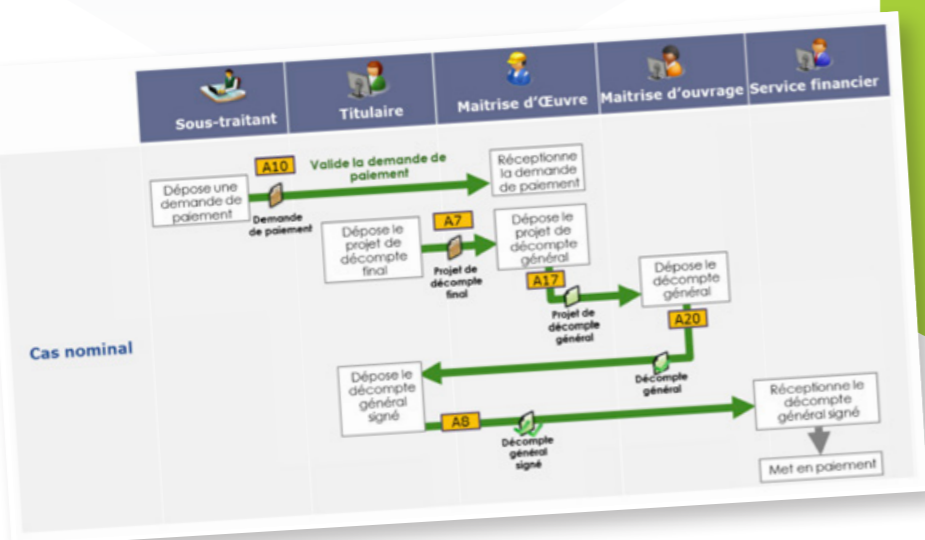 Sous-traitant
Titulaire
Maitrise d'Œuvre
Maitrise d'ouvrage
Service financier
Cas nominal
Dépose une
demande de
paiement
A10
Demande
de paiement
Valide la demande de
paiement
Réceptionne
la demande
de paiement
Dépose le
projet de
décompte
final
A7
Projet de
décompte
final
Dépose le
projet de
décompte
général
A17
Projet de
décompte
général
Dépose le
décompte
général
A20
Décompte
général
Dépose le
décompte
général
signé
A8
Décompte
général
signé
Réceptionne le
décompte
général signé
Met en paiement